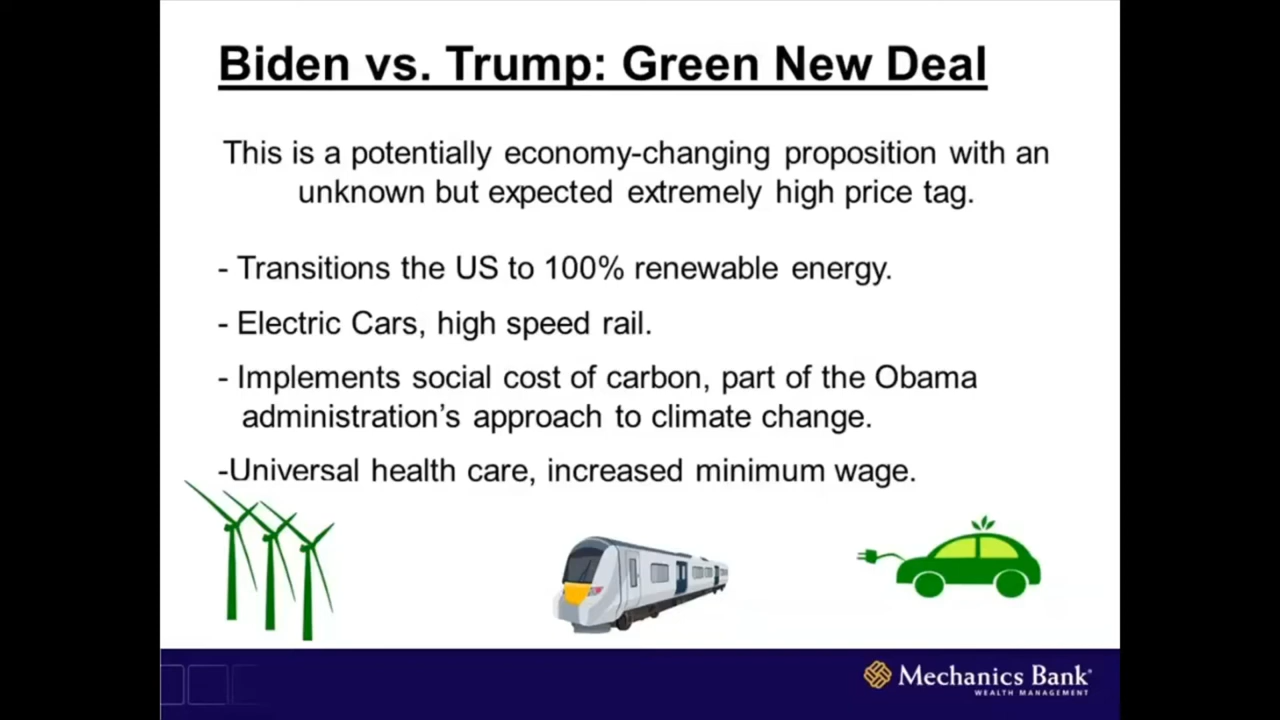 Biden vs. Trump: Green New Deal
This is a potentially economy-changing proposition with an
unknown but expected extremely high price tag.
- Transitions the US to 100% renewable energy.
- Electric Cars, high speed rail.
- Implements social cost of carbon, part of the Obama
administration’s approach to climate change.
-Universal health care, increased minimum wage.
Mechanics Bank
WEALTH MANAGEMENT